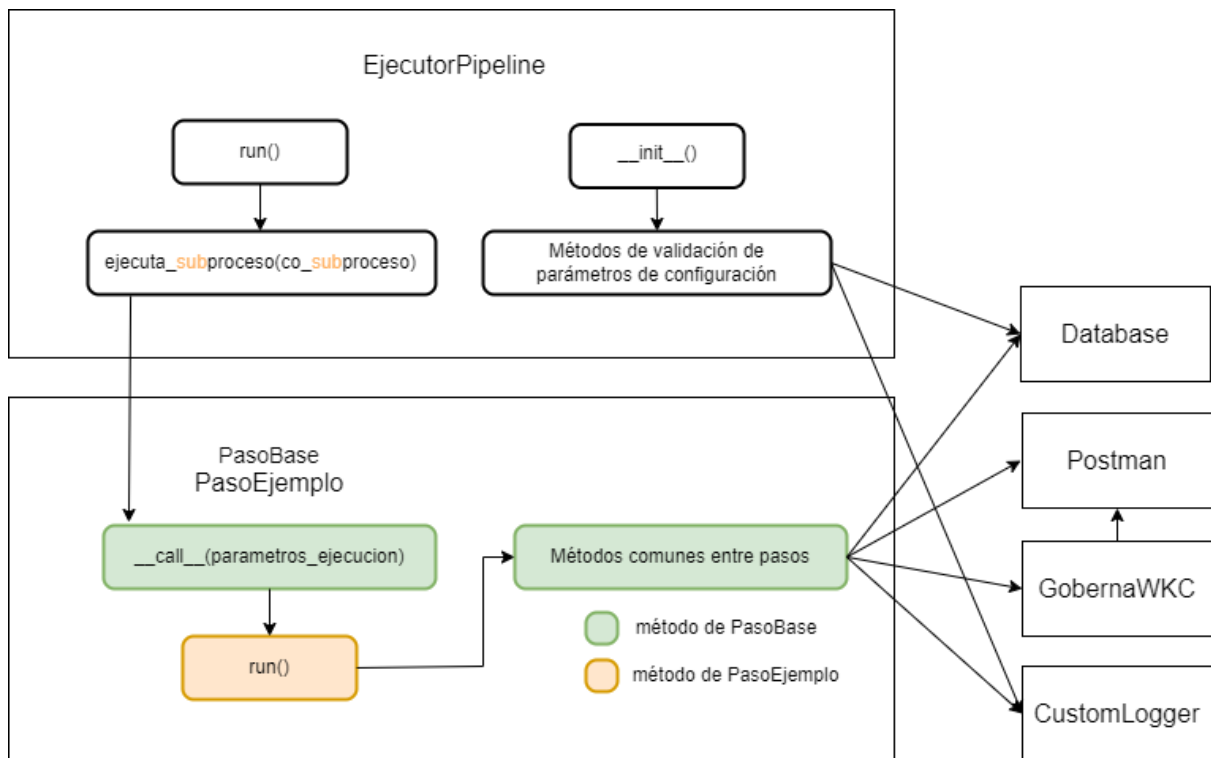 EjecutorPipeline
run()
__init__()
ejecuta_subproceso(co_subproceso)
Métodos de validación de
parámetros de configuración
Database
PasoBase
PasoEjemplo
Postman
__call__(parametros_ejecucion)
Métodos comunes entre pasos
GobernaWKC
método de PasoBase
run()
método de PasoEjemplo
CustomLogger